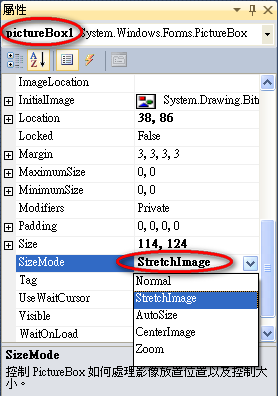 屬性
pictureBox1 System.Windows.Forms.PictureBox
ImageLocation
InitialImage System.Drawing.Bit
Location 38, 86
Locked False
Margin 3, 3, 3, 3
MaximumSize 0, 0
MinimumSize 0, 0
Modifiers Private
Padding 0, 0, 0, 0
Size 114, 124
SizeMode StretchImage
Tag Normal
UseWaitCursor StretchImage
Visible AutoSize
WaitOnLoad CenterImage
Zoom
SizeMode
控制 PictureBox 如何處理影像放置位置以及控制大
小。